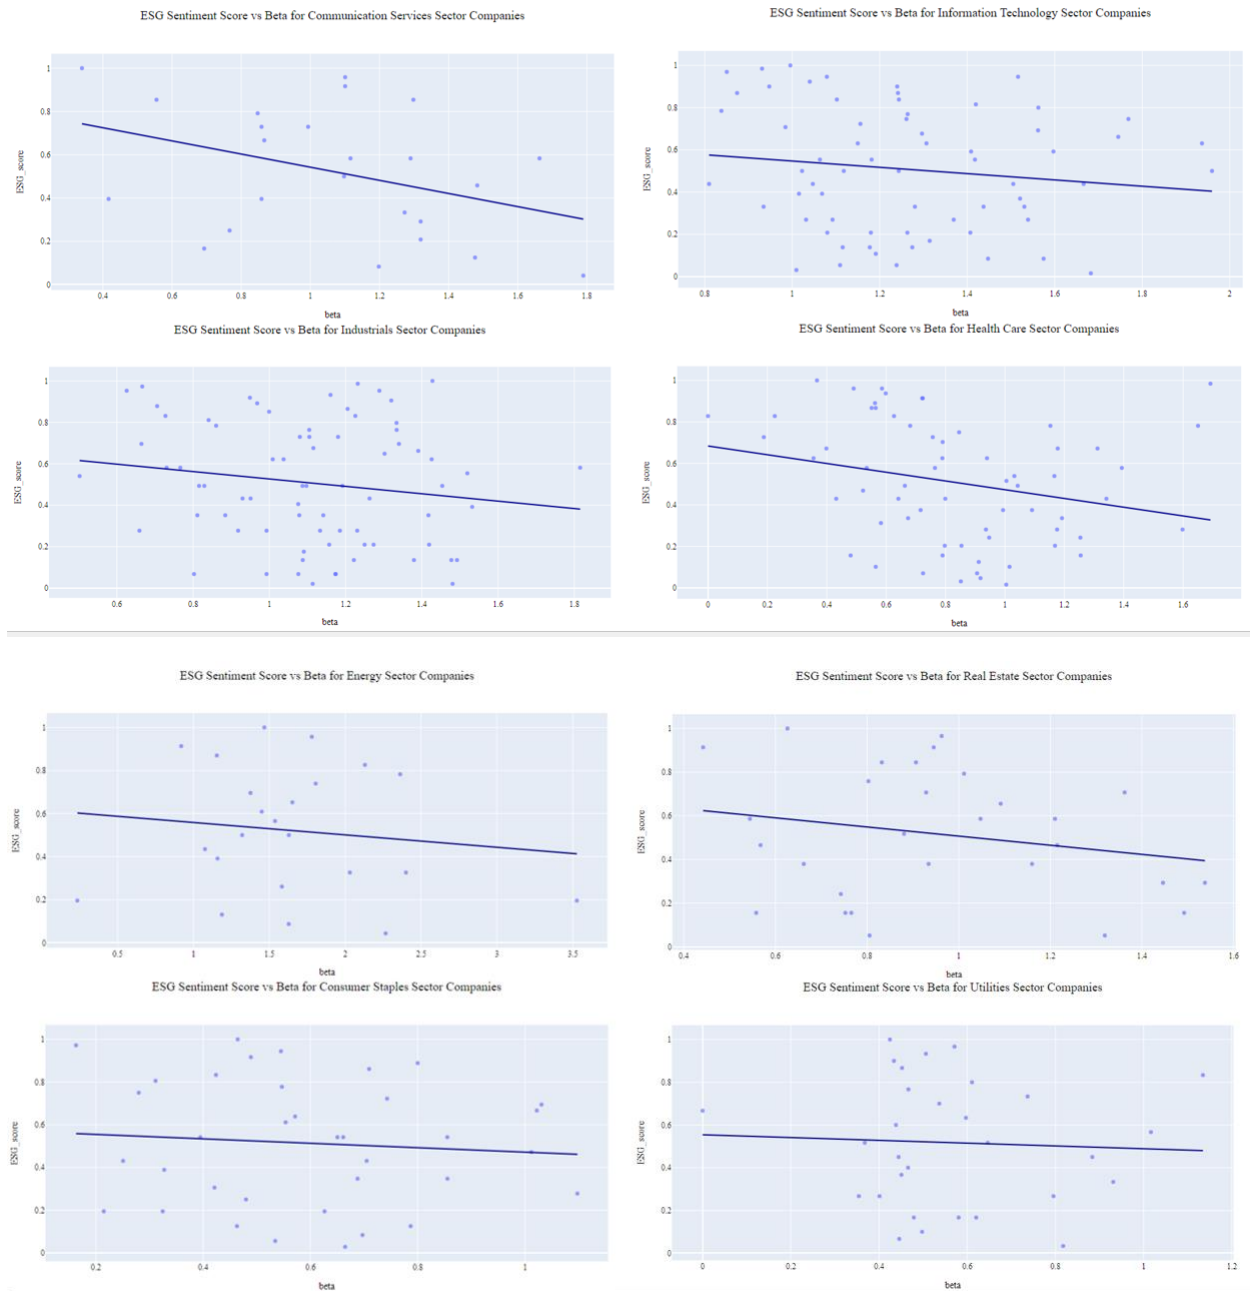 ESG Sentiment Score vs Beta for Communication Services Sector Companies
1
0.8
0.6
0.4
0.2
0
ESG_score
0.4 0.6 0.8 1 1.2 1.4 1.6 1.8
beta
ESG Sentiment Score vs Beta for Information Technology Sector Companies
1
0.8
0.6
0.4
0.2
0
ESG_score
0.8 1 1.2 1.4 1.6 1.8 2
beta
ESG Sentiment Score vs Beta for Industrials Sector Companies
1
0.8
0.6
0.4
0.2
0
ESG_score
0.6 0.8 1 1.2 1.4 1.6 1.8
beta
ESG Sentiment Score vs Beta for Health Care Sector Companies
1
0.8
0.6
0.4
0.2
0
ESG_score
0 0.2 0.4 0.6 0.8 1 1.2 1.4 1.6
beta
ESG Sentiment Score vs Beta for Energy Sector Companies
1
0.8
0.6
0.4
0.2
0
ESG_score
0.5 1 1.5 2 2.5 3 3.5
beta
ESG Sentiment Score vs Beta for Real Estate Sector Companies
1
0.8
0.6
0.4
0.2
0
ESG_score
0.4 0.6 0.8 1 1.2 1.4 1.6
beta
ESG Sentiment Score vs Beta for Consumer Staples Sector Companies
1
0.8
0.6
0.4
0.2
0
ESG_score
0.2 0.4 0.6 0.8 1
beta
ESG Sentiment Score vs Beta for Utilities Sector Companies
1
0.8
0.6
0.4
0.2
0
ESG_score
0 0.2 0.4 0.6 0.8 1 1.2
beta